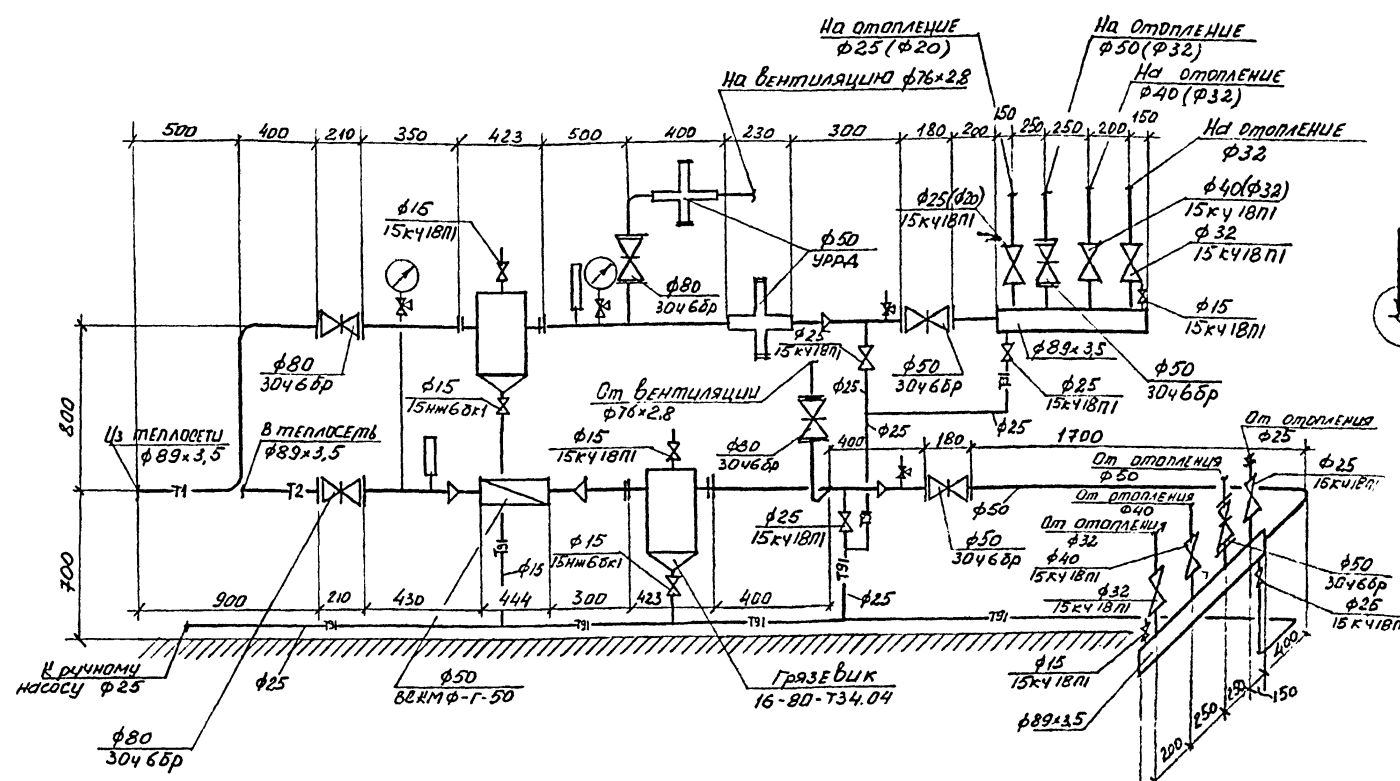 На отопление
ф25 (ф20)
На отопление
ф50 (ф32)
На вентиляцию ф76×2,8
На отопление
ф40 (ф32)
На отопление
ф32
500
400
210
350
423
500
400
230
300
180
200
150
250
250
200
150
ф15
15кч18п1
ф25(ф20)
15кч18п1
ф40(ф32)
15кч18п1
ф50
УРРД
ф32
15кч18п1
ф80
30ч6бр
ф15
15кч18п1
ф80
30ч6бр
ф25
15кч18п1
ф50
30ч6бр
ф89×3,5
ф50
30ч6бр
ф15
15нж6бк1
От вентиляции
ф76×2,8
ф25
ф25
15кч18п1
800
Из теплосети
ф89×3,5
В теплосеть
ф89×3,5
ф15
15кч18п1
ф80
30ч6бр
ф25
ф25
400
180
1700
От отопления
ф25
От отопления
ф50
ф25
15кч18п1
От отопления
ф40
Т1
Т2
ф50
От отопления
ф32
ф25
15кч18п1
ф50
30ч6бр
ф40
15кч18п1
ф50
30ч6бр
700
Т91
ф15
ф15
15нж6бк1
Т91
ф25
ф32
15кч18п1
ф25
15кч18п1
900
210
430
444
300
423
400
Т91
Т91
Т91
Т91
400
К ручному
насосу ф25
ф25
ф50
ВСКМФ-Г-50
Грязевик
16-80-Т34.04
ф15
15кч18п1
ф89×3,5
ф80
30ч6бр
200
250
250
150